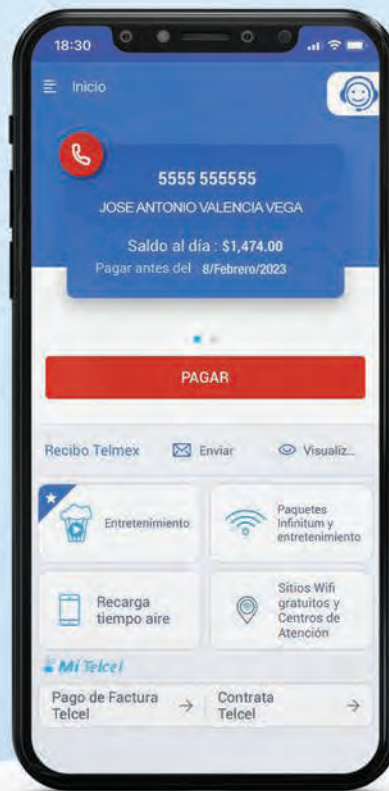 18:30
Inicio
5555 555555
JOSE ANTONIO VALENCIA VEGA
Saldo al día : $1,474.00
Pagar antes del 8/Febrero/2023
PAGAR
Recibo Telmex Enviar Visualiz...
Entretenimiento
Paquetes
Infinitum y
entretenimiento
Recarga
tiempo aire
Sitios Wifi
gratuitos y
Centros de
Atención
Mi Telcel
Pago de Factura
Telcel
Contrata
Telcel